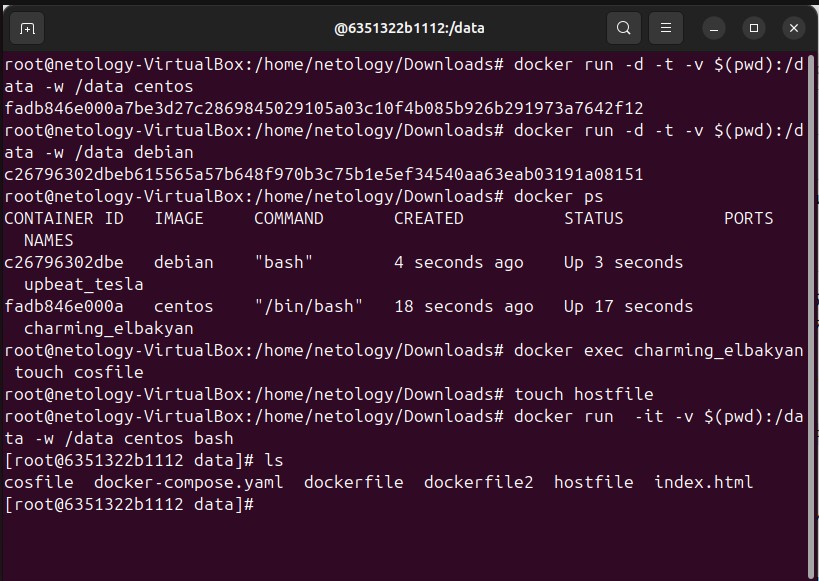 @6351322b1112:/data
root@netology-VirtualBox:/home/netology/Downloads# docker run -d -t -v $(pwd):/d
ata -w /data centos
fadb846e000a7be3d27c2869845029105a03c10f4b085b926b291973a7642f12
root@netology-VirtualBox:/home/netology/Downloads# docker run -d -t -v $(pwd):/d
ata -w /data debian
c26796302dbeb615565a57b648f970b3c75b1e5ef34540aa63eab03191a08151
root@netology-VirtualBox:/home/netology/Downloads# docker ps
CONTAINER ID   IMAGE     COMMAND       CREATED          STATUS          PORTS
  NAMES
c26796302dbe   debian    "bash"        4 seconds ago    Up 3 seconds
  upbeat_tesla
fadb846e000a   centos    "/bin/bash"   18 seconds ago   Up 17 seconds
  charming_elbakyan
root@netology-VirtualBox:/home/netology/Downloads# docker exec charming_elbakyan
 touch cosfile
root@netology-VirtualBox:/home/netology/Downloads# touch hostfile
root@netology-VirtualBox:/home/netology/Downloads# docker run  -it -v $(pwd):/da
ta -w /data centos bash
[root@6351322b1112 data]# ls
cosfile  docker-compose.yaml  dockerfile  dockerfile2  hostfile  index.html
[root@6351322b1112 data]#